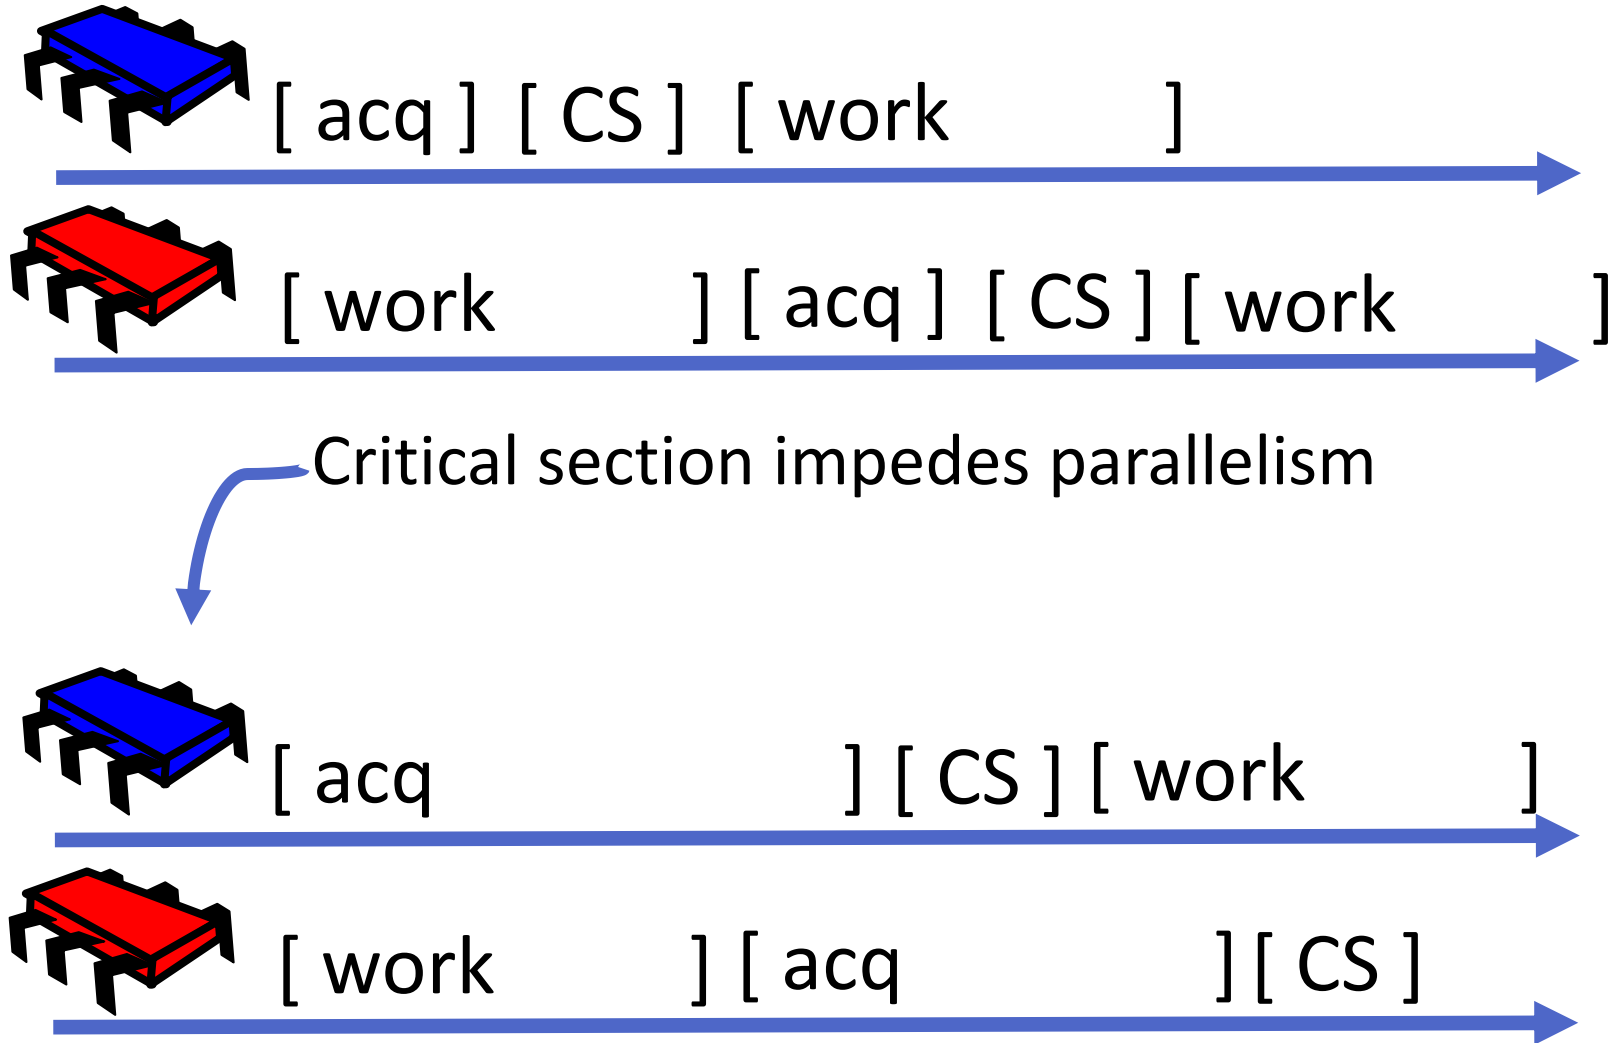 [ acq ] [ CS ] [ work ]
[ work ] [ acq ] [ CS ] [ work ]
Critical section impedes parallelism
[ acq ] [ CS ] [ work ]
[ work ] [ acq ] [ CS ]